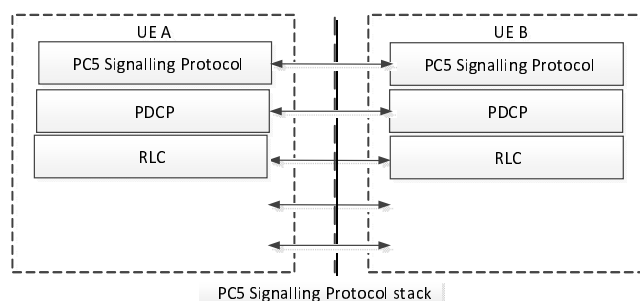 UE A
UE B
PC5 Signalling Protocol
PC5 Signalling Protocol
PDCP
PDCP
RLC
RLC
PC5 Signalling Protocol stack